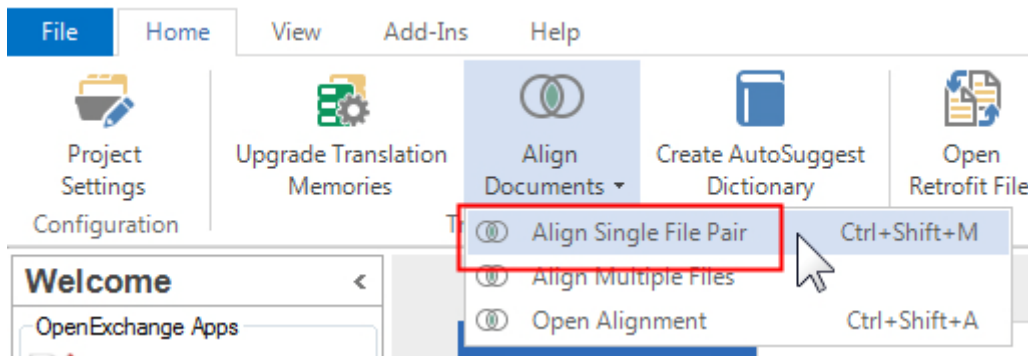 File Home View Add-Ins Help
Project Settings
Upgrade Translation Memories
Align Documents
Create AutoSuggest Dictionary
Open Retrofit File
Configuration
Align Single File Pair Ctrl+Shift+M
Align Multiple Files
Open Alignment Ctrl+Shift+A
Welcome
OpenExchange Apps